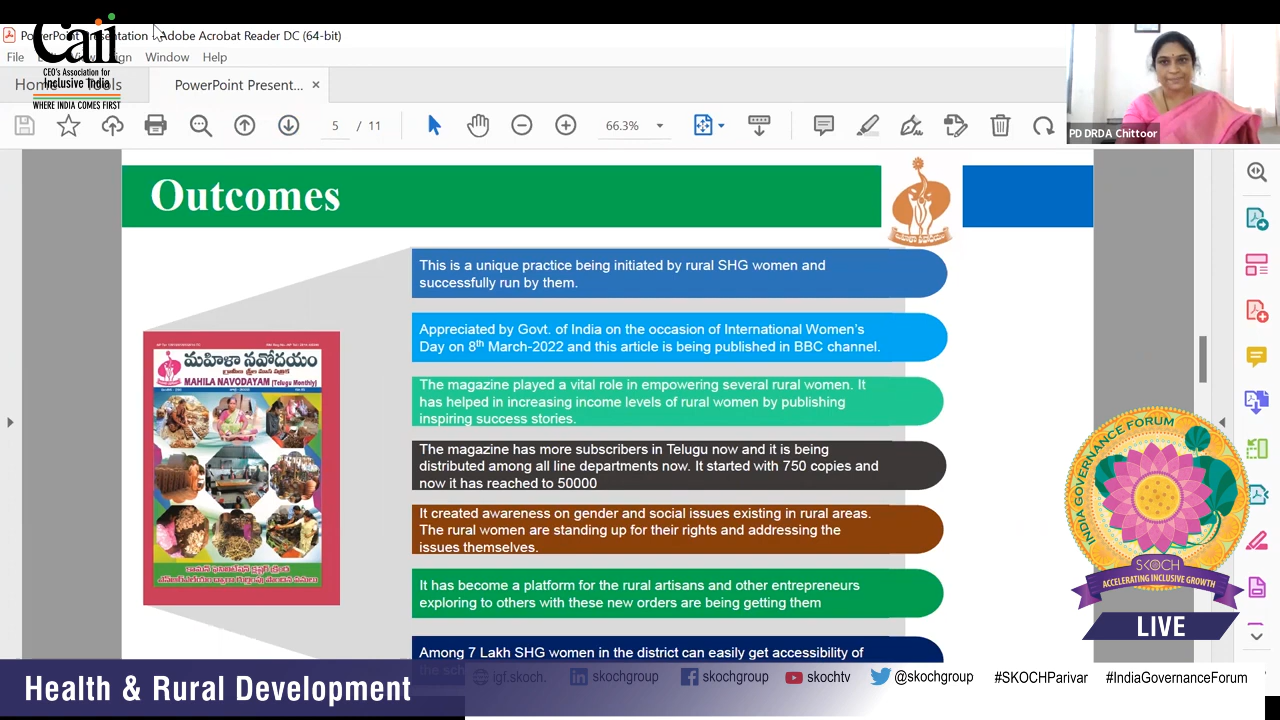 PowerPoint Presentation - Adobe Acrobat Reader DC (64-bit)
Caii
CEO's Association for
Inclusive India
WHERE INDIA COMES FIRST
File
Window
Help
Home
Tools
PowerPoint Present...
5 / 11
66.3%
PD DRDA Chittoor
Outcomes
This is a unique practice being initiated by rural SHG women and
successfully run by them.
Appreciated by Govt. of India on the occasion of International Women's
Day on 8th March-2022 and this article is being published in BBC channel.
The magazine played a vital role in empowering several rural women. It
has helped in increasing income levels of rural women by publishing
inspiring success stories.
The magazine has more subscribers in Telugu now and it is being
distributed among all line departments now. It started with 750 copies and
now it has reached to 50000
It created awareness on gender and social issues existing in rural areas.
The rural women are standing up for their rights and addressing the
issues themselves.
It has become a platform for the rural artisans and other entrepreneurs
exploring to others with these new orders are being getting them
Among 7 Lakh SHG women in the district can easily get accessibility of
మహిళా నవోదయం
గ్రామీణ స్త్రీల మాస పత్రిక
MAHILA NAVODAYAM [Telugu Monthly]
INDIA GOVERNANCE FORUM
SKOCH
ACCELERATING INCLUSIVE GROWTH
LIVE
Health & Rural Development
igf.skoch.
skochgroup
skochgroup
skochtv
@skochgroup
#SKOCHParivar
#IndiaGovernanceForum